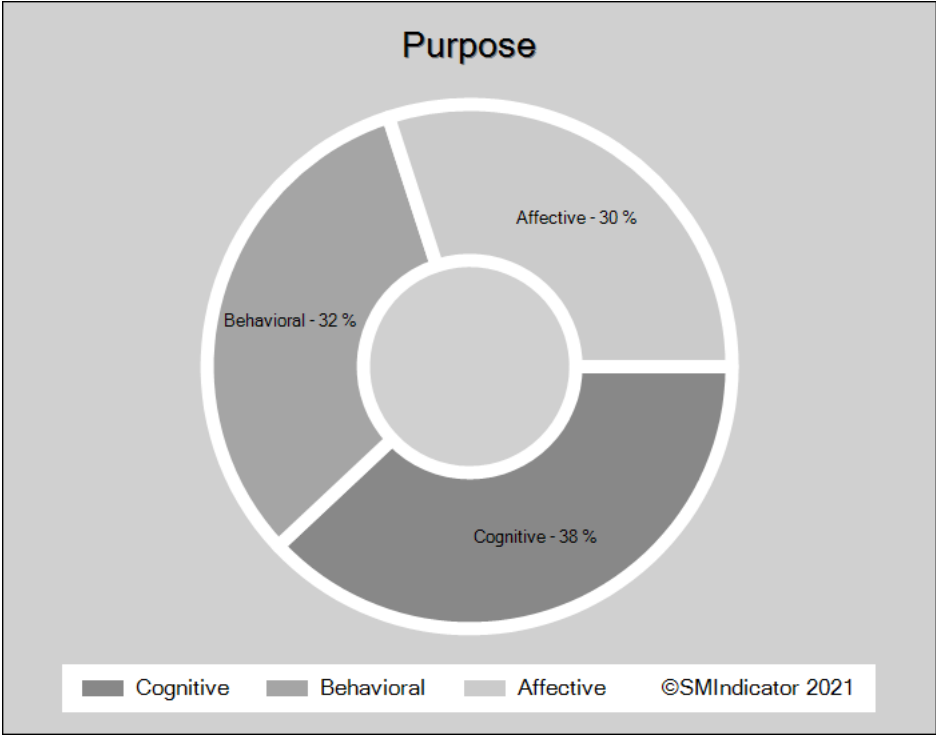 Purpose
Affective - 30 %
Behavioral - 32 %
Cognitive - 38 %
Cognitive Behavioral Affective ©SMIndicator 2021